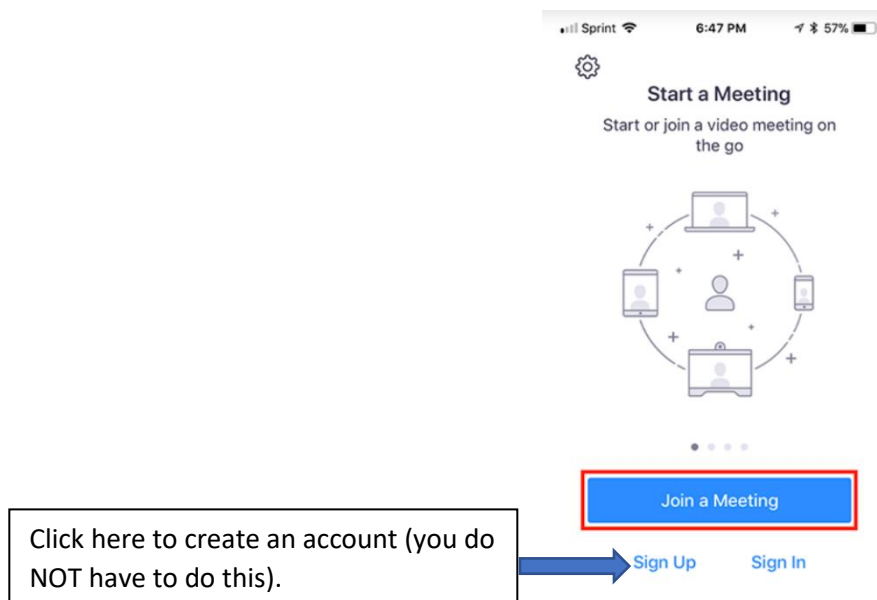 Sprint 6:47 PM 57%
Start a Meeting
Start or join a video meeting on
the go
Join a Meeting
Click here to create an account (you do
NOT have to do this).
Sign Up Sign In